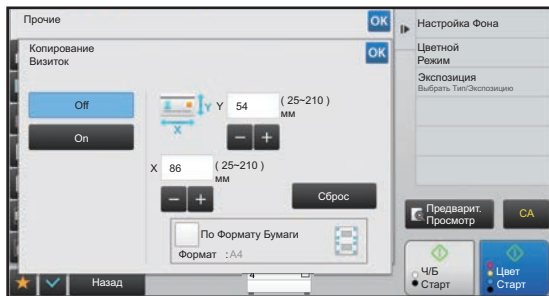 Прочие
OK
Копирование
Визиток
OK
Off
On
Y
X
Y 54
( 25~210 )
мм
X 86
( 25~210 )
мм
Сброс
По Формату Бумаги
Формат :A4
Назад
Настройка Фона
Цветной
Режим
Экспозиция
Выбрать Тип/Экспозицию
Предварит.
Просмотр
CA
Ч/Б
Старт
Цвет
Старт